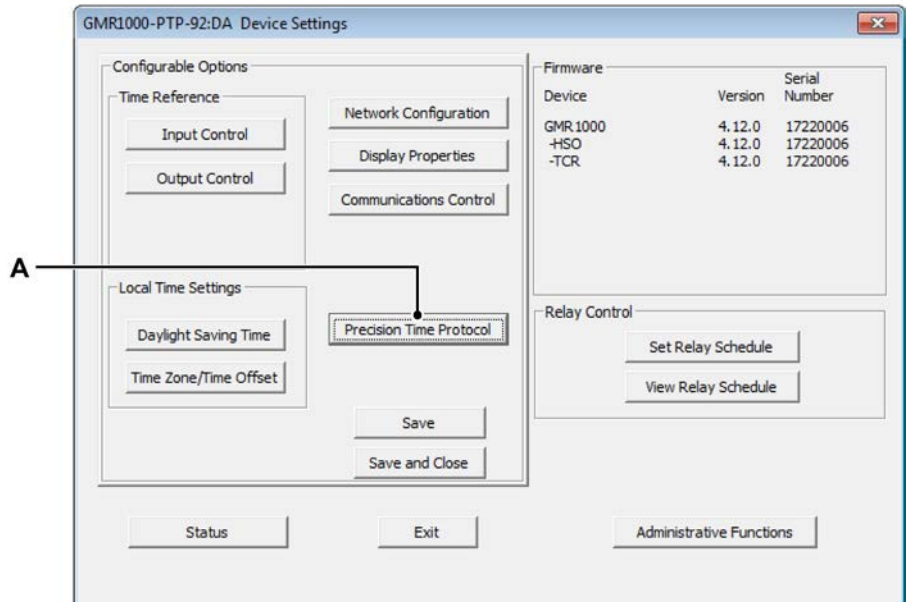 GMR1000-PTP-92:DA Device Settings
Configurable Options
Time Reference
Input Control
Output Control
Network Configuration
Display Properties
Communications Control
A
Local Time Settings
Daylight Saving Time
Time Zone/Time Offset
Precision Time Protocol
Save
Save and Close
Firmware
Device Version Serial Number
GMR1000 4.12.0 17220006
-HSO 4.12.0 17220006
-TCR 4.12.0 17220006
Relay Control
Set Relay Schedule
View Relay Schedule
Status
Exit
Administrative Functions